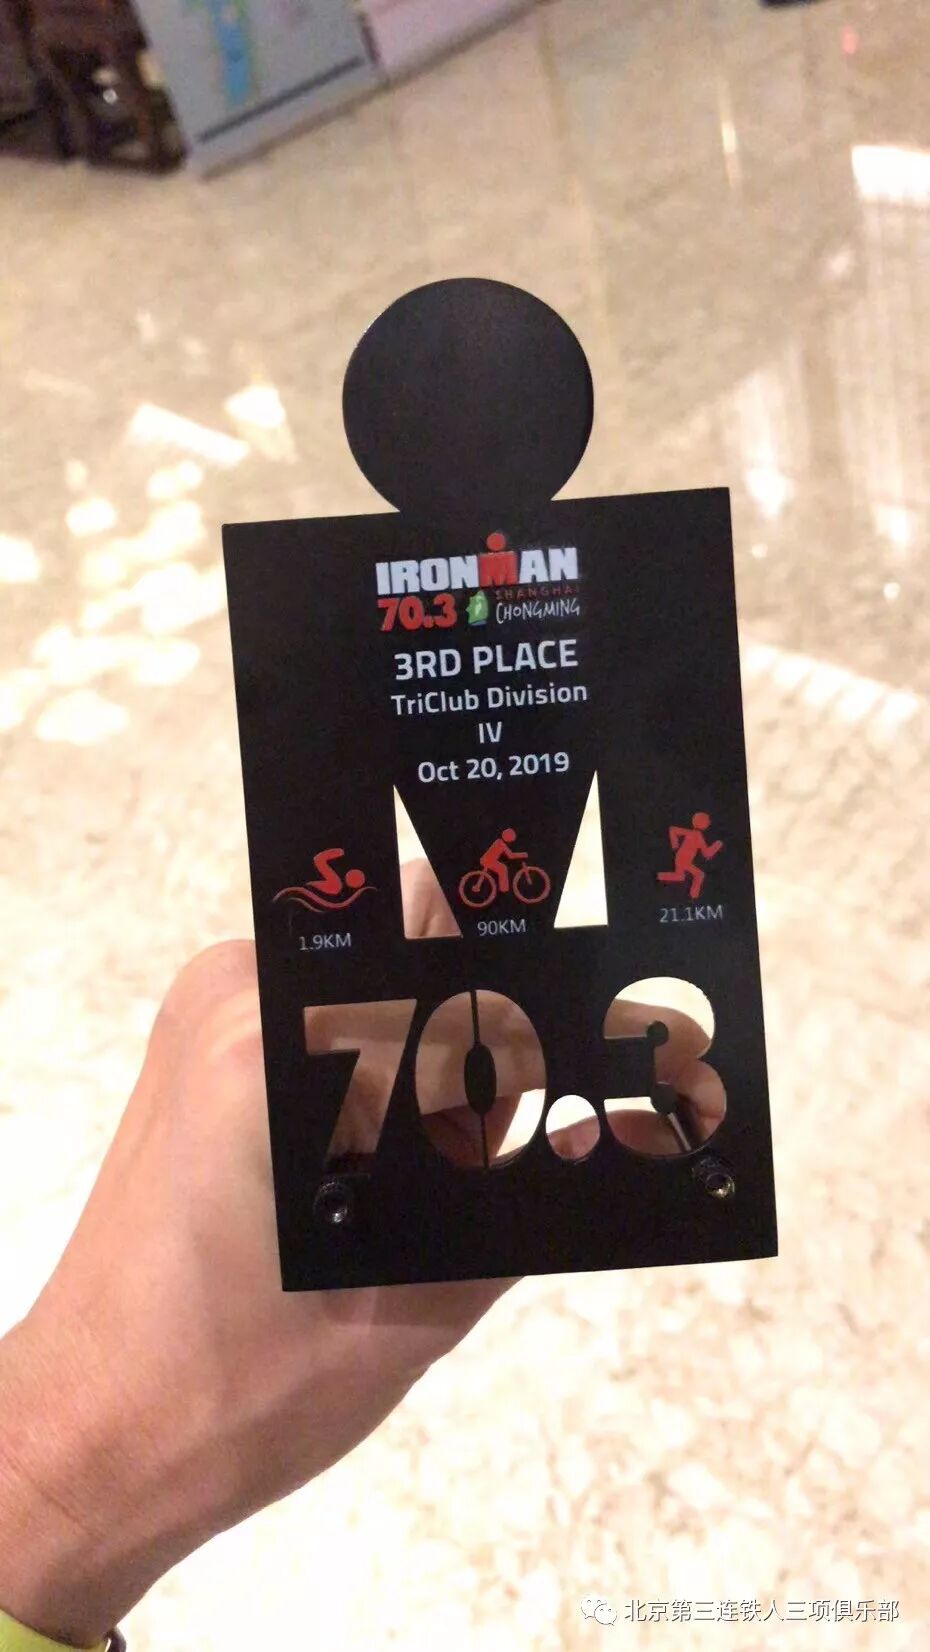 IRONMAN
70.3 SHANGHAI
CHONGMING
3RD PLACE
TriClub Division
IV
Oct 20, 2019
1.9KM
90KM
21.1KM
70.3
北京第三连铁人三项俱乐部